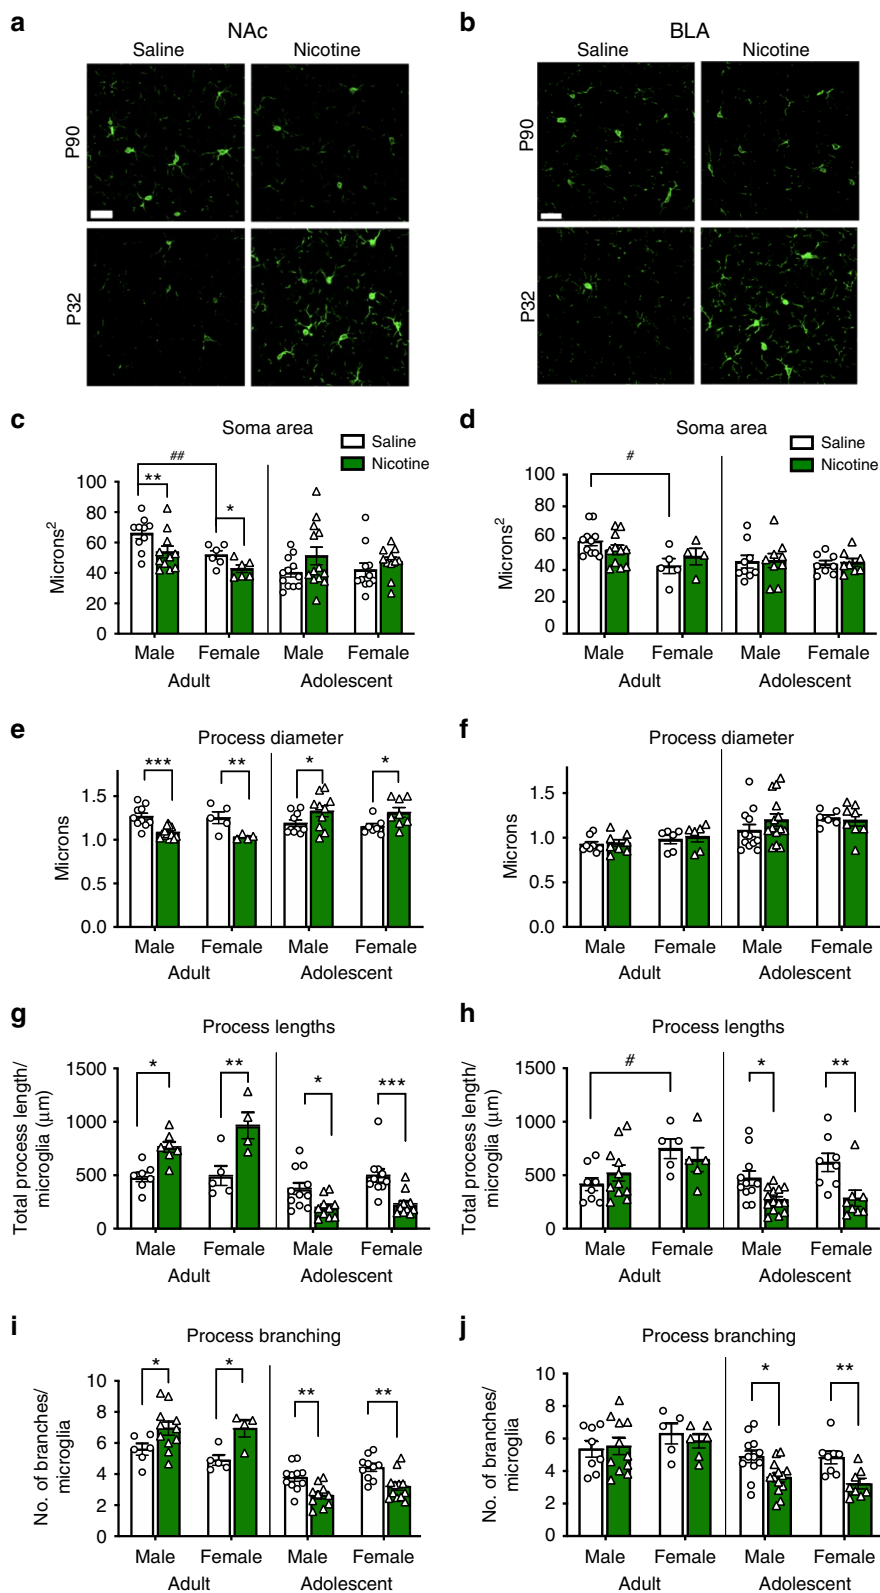 a
NAc
Saline Nicotine
P90
P32
b
BLA
Saline Nicotine
P90
P32
c
Soma area
Saline
Nicotine
##
**
*
Microns²
100
80
60
40
20
0
Male Female Male Female
Adult Adolescent
d
Soma area
Saline
Nicotine
#
Microns²
100
80
60
40
20
0
Male Female Male Female
Adult Adolescent
e
Process diameter
*** ** * *
Microns
1.5
1.0
0.5
0.0
Male Female Male Female
Adult Adolescent
f
Process diameter
Microns
1.5
1.0
0.5
0.0
Male Female Male Female
Adult Adolescent
g
Process lengths
* ** * ***
Total process length/
microglia (μm)
1500
1000
500
0
Male Female Male Female
Adult Adolescent
h
Process lengths
# * **
Total process length/
microglia (μm)
1500
1000
500
0
Male Female Male Female
Adult Adolescent
i
Process branching
* * ** **
No. of branches/
microglia
10
8
6
4
2
0
Male Female Male Female
Adult Adolescent
j
Process branching
* **
No. of branches/
microglia
10
8
6
4
2
0
Male Female Male Female
Adult Adolescent